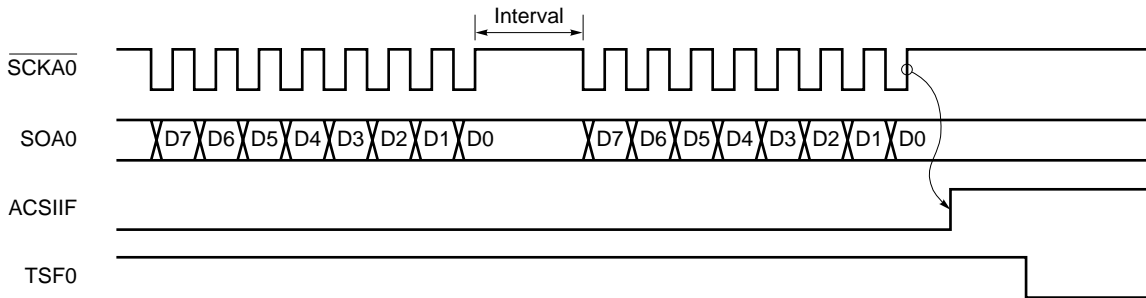 Interval
SCKA0
SOA0 D7 D6 D5 D4 D3 D2 D1 D0 D7 D6 D5 D4 D3 D2 D1 D0
ACSIIF
TSF0